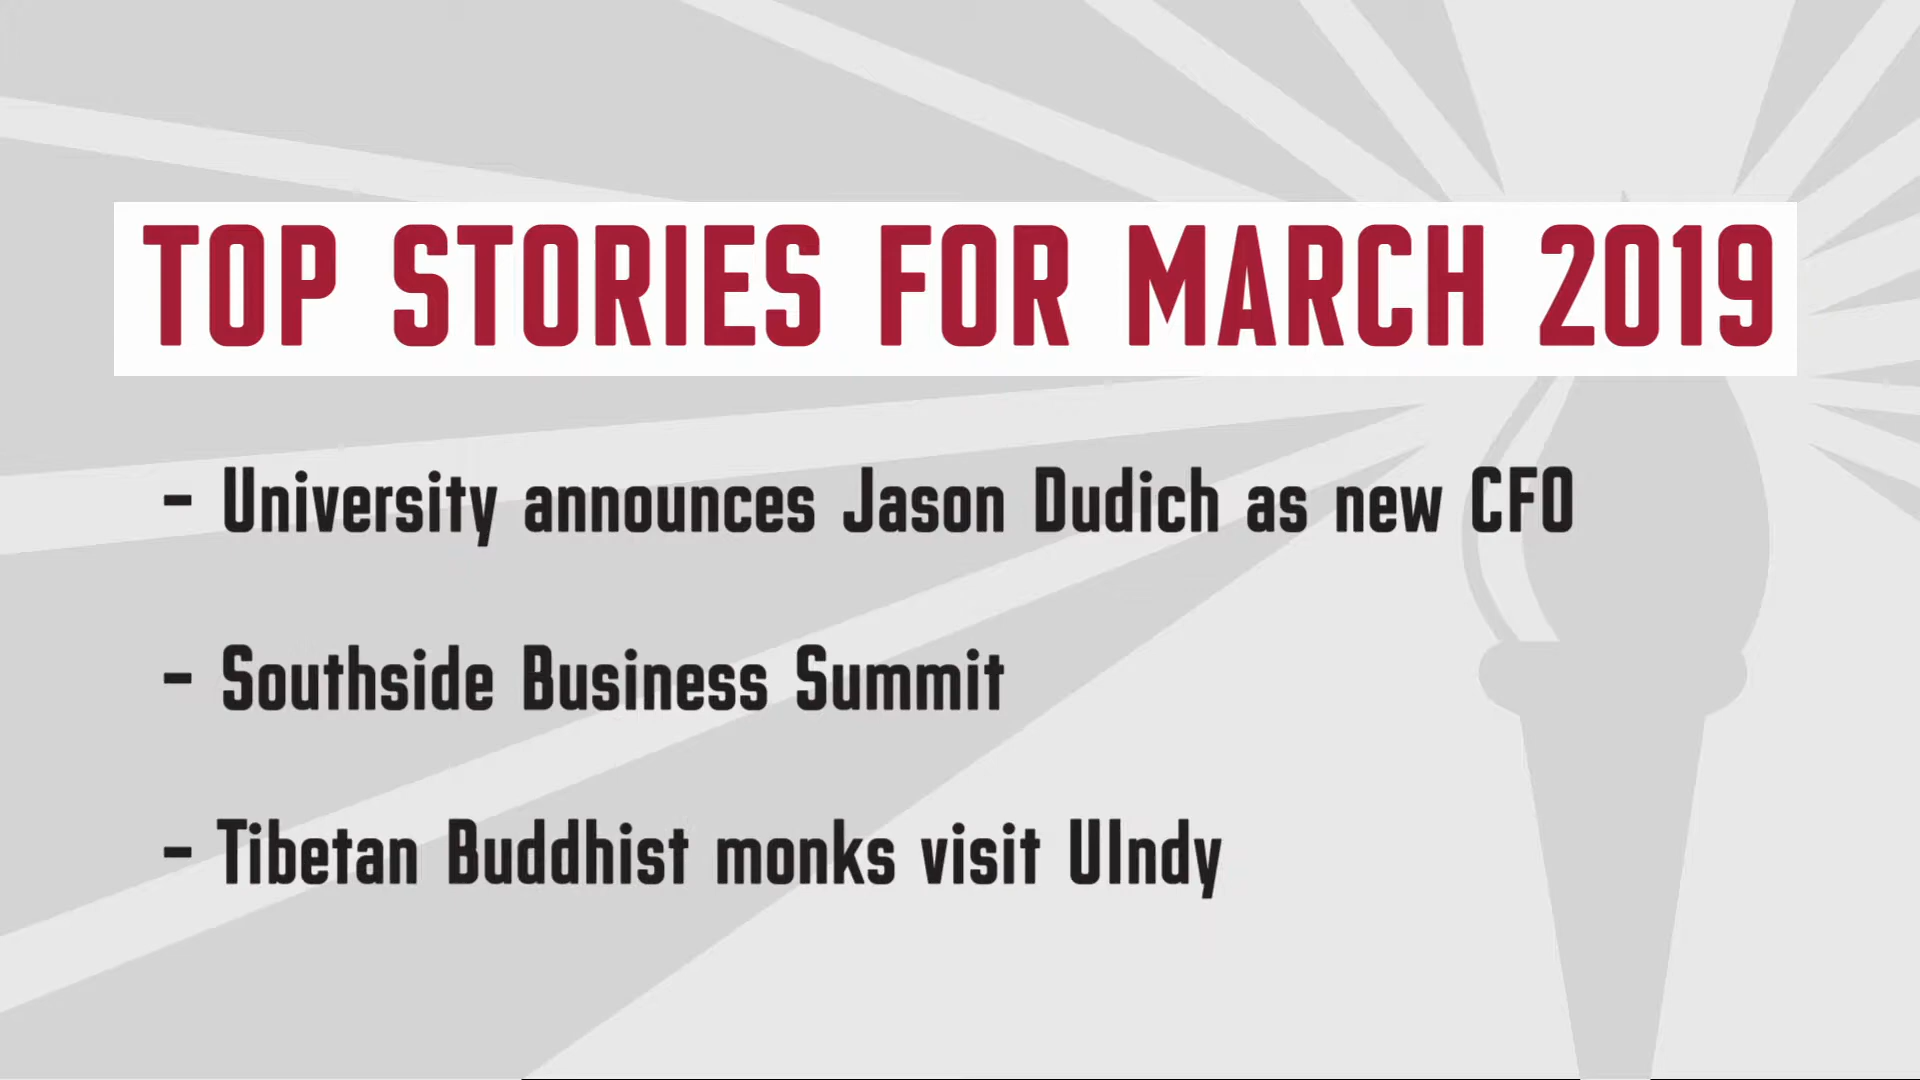 TOP STORIES FOR MARCH 2019
- University announces Jason Dudich as new CFO
- Southside Business Summit
- Tibetan Buddhist monks visit UIndy